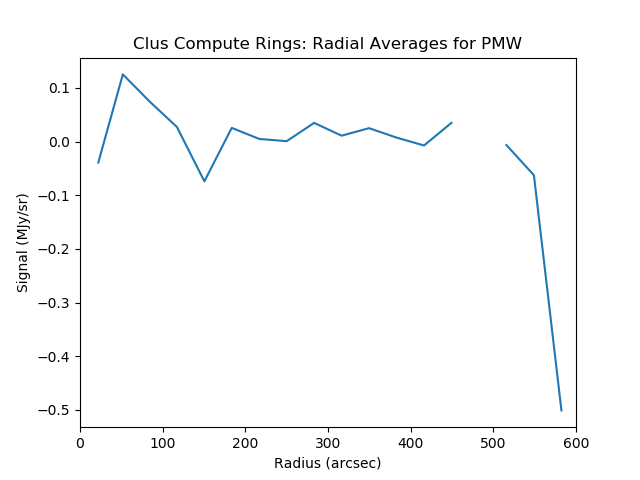 Clus Compute Rings: Radial Averages for PMW
0.1
0.0
−0.1
−0.2
−0.3
−0.4
−0.5
Signal (MJy/sr)
0 100 200 300 400 500 600
Radius (arcsec)